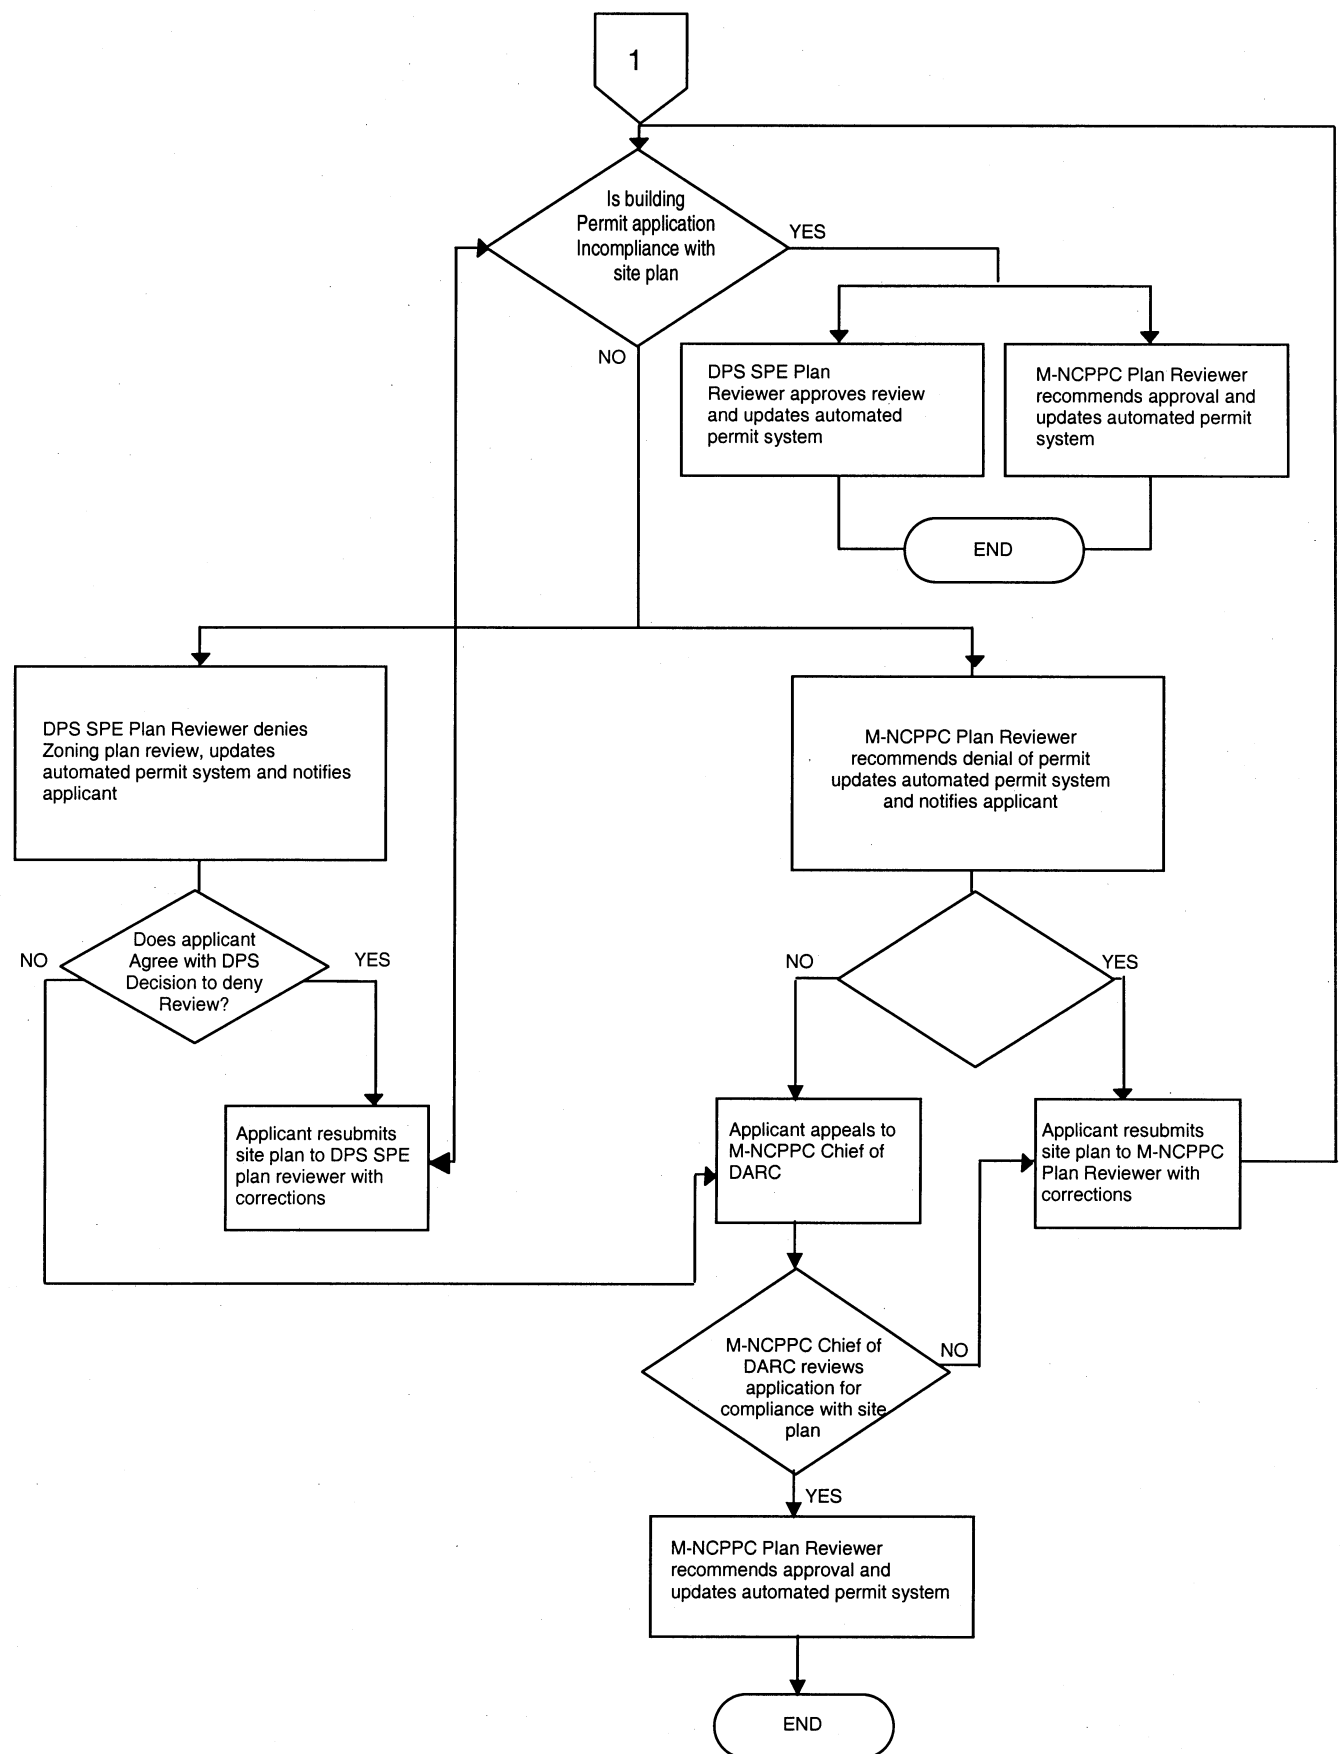 1
Is building
Permit application
Incompliance with
site plan
YES
NO
DPS SPE Plan
Reviewer approves review
and updates automated
permit system
M-NCPPC Plan Reviewer
recommends approval and
updates automated permit
system
END
DPS SPE Plan Reviewer denies
Zoning plan review, updates
automated permit system and notifies
applicant
M-NCPPC Plan Reviewer
recommends denial of permit
updates automated permit system
and notifies applicant
NO
Does applicant
Agree with DPS
Decision to deny
Review?
YES
NO
YES
Applicant resubmits
site plan to DPS SPE
plan reviewer with
corrections
Applicant appeals to
M-NCPPC Chief of
DARC
Applicant resubmits
site plan to M-NCPPC
Plan Reviewer with
corrections
M-NCPPC Chief of
DARC reviews
application for
compliance with site
plan
NO
YES
M-NCPPC Plan Reviewer
recommends approval and
updates automated permit system
END